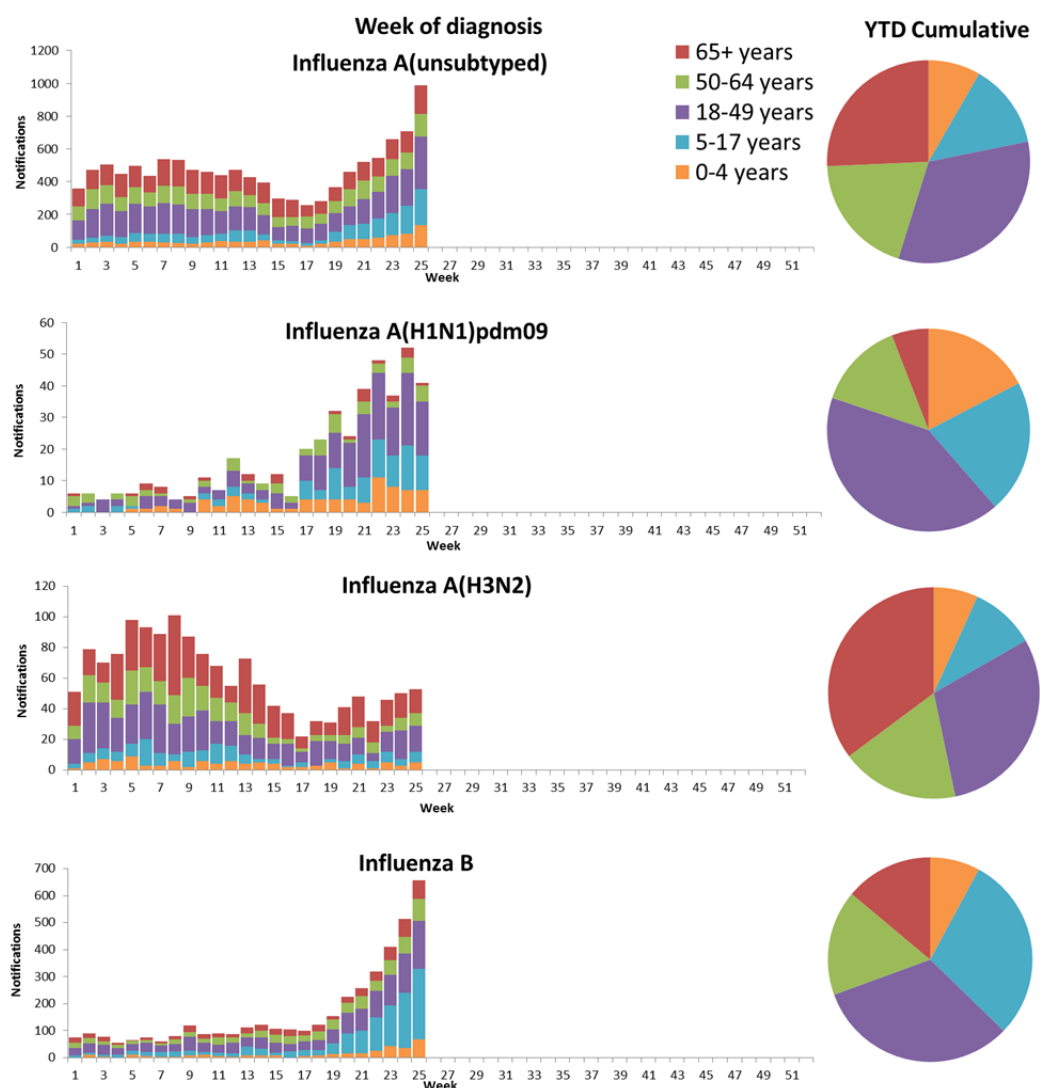 Week of diagnosis
YTD Cumulative
Influenza A(unsubtyped)
65+ years
50-64 years
18-49 years
5-17 years
0-4 years
Notifications
1200
1000
800
600
400
200
0
1 3 5 7 9 11 13 15 17 19 21 23 25 27 29 31 33 35 37 39 41 43 45 47 49 51
Week
Influenza A(H1N1)pdm09
Notifications
60
50
40
30
20
10
0
1 3 5 7 9 11 13 15 17 19 21 23 25 27 29 31 33 35 37 39 41 43 45 47 49 51
Week
Influenza A(H3N2)
Notifications
120
100
80
60
40
20
0
1 3 5 7 9 11 13 15 17 19 21 23 25 27 29 31 33 35 37 39 41 43 45 47 49 51
Week
Influenza B
Notifications
700
600
500
400
300
200
100
0
1 3 5 7 9 11 13 15 17 19 21 23 25 27 29 31 33 35 37 39 41 43 45 47 49 51
Week